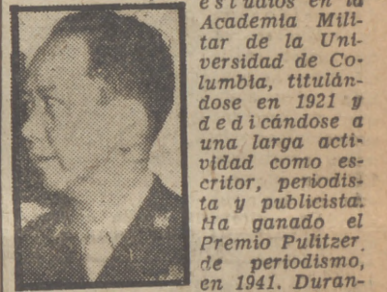 estudios en la
Academia Mili-
tar de la Uni-
versidad de Co-
lumbia, titulán-
dose en 1921 y
dedicándose a
una larga acti-
vidad como es-
critor, periodis-
ta y publicista.
Ha ganado el
Premio Pulitzer
de periodismo,
en 1941. Duran-